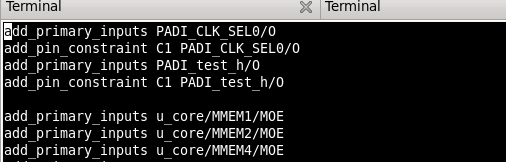 Terminal
Terminal
add_primary_inputs PADI_CLK_SEL0/O
add_pin_constraint C1 PADI_CLK_SEL0/O
add_primary_inputs PADI_test_h/O
add_pin_constraint C1 PADI_test_h/O
add_primary_inputs u_core/MMEM1/MOE
add_primary_inputs u_core/MMEM2/MOE
add_primary_inputs u_core/MMEM4/MOE